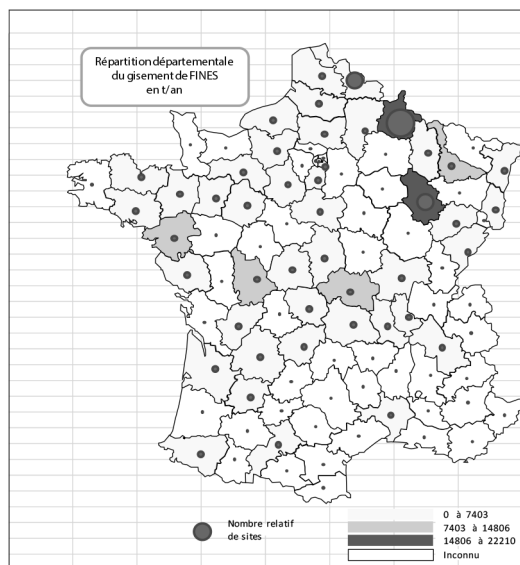 Répartition départementale
du gisement de FINES
en t/an
Nombre relatif
de sites
0 à 7403
7403 à 14806
14806 à 22210
Inconnu